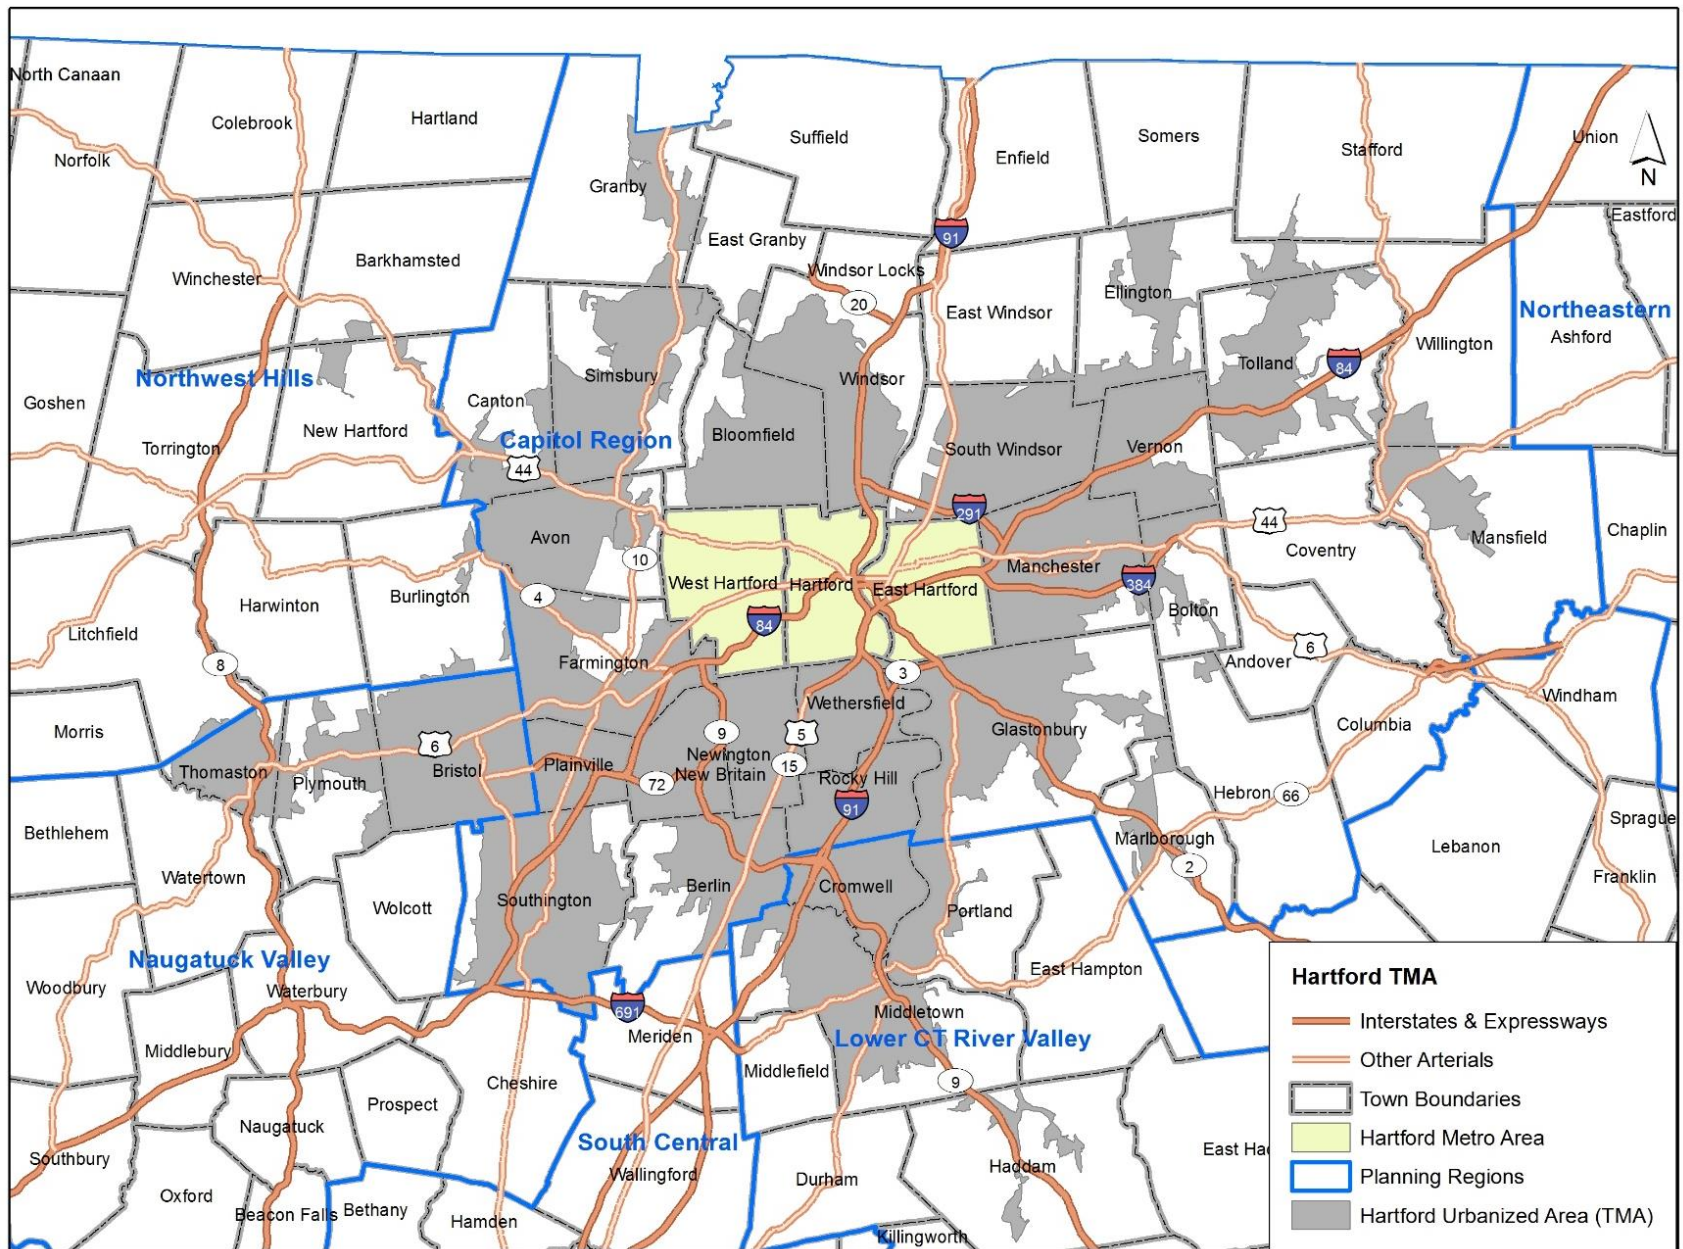 North Canaan
Colebrook
Hartland
Suffield
Enfield
Somers
Stafford
Union
N
Norfolk
Granby
Eastford
East Granby
91
Winchester
Barkhamsted
Windsor Locks
20
Ellington
East Windsor
Northeastern
Ashford
Willington
Tolland
84
Northwest Hills
Simsbury
Windsor
Goshen
Canton
New Hartford
Capitol Region
Bloomfield
Torrington
44
South Windsor
Vernon
291
44
Chaplin
Avon
10
Mansfield
Coventry
Manchester
384
West Hartford
Hartford
East Hartford
Burlington
4
Harwinton
84
Bolton
Litchfield
8
Farmington
3
Andover
6
Windham
Wethersfield
Morris
6
9
5
Glastonbury
Columbia
Thomaston
Bristol
Plainville
Newington
New Britain
15
Rocky Hill
72
Plymouth
91
Hebron
66
Sprague
Bethlehem
Marlborough
2
Lebanon
Watertown
Berlin
Cromwell
Franklin
Wolcott
Southington
Portland
Naugatuck Valley
East Hampton
Woodbury
Waterbury
691
Middletown
Meriden
Lower CT River Valley
Middlebury
Middlefield
Cheshire
9
Prospect
Naugatuck
South Central
East Had
Southbury
Wallingford
Haddam
Durham
Oxford
Beacon Falls
Bethany
Hamden
Killingworth
Hartford TMA
Interstates & Expressways
Other Arterials
Town Boundaries
Hartford Metro Area
Planning Regions
Hartford Urbanized Area (TMA)